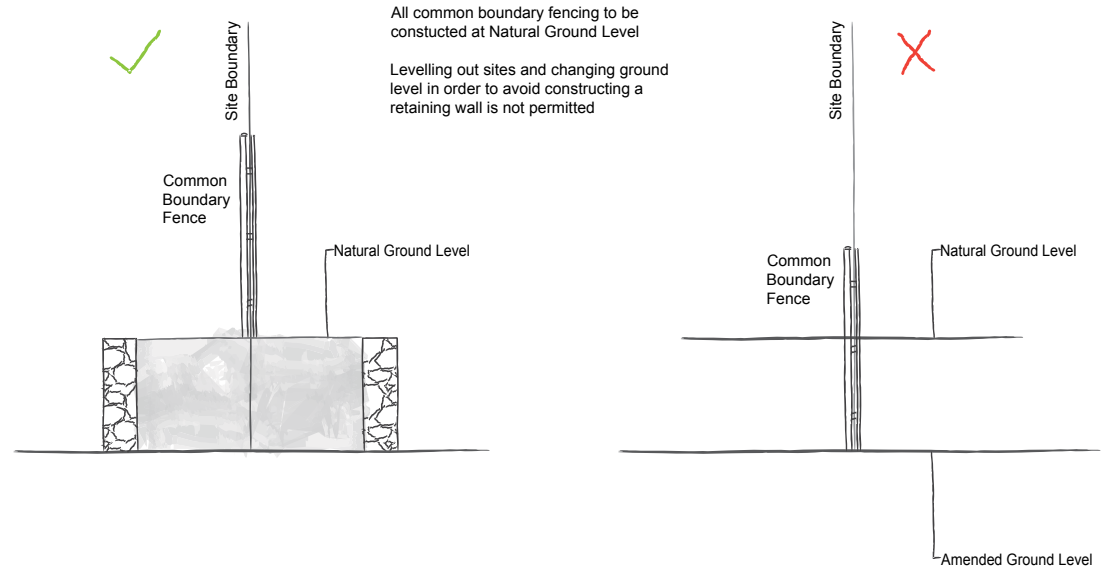 All common boundary fencing to be
constucted at Natural Ground Level
Levelling out sites and changing ground
level in order to avoid constructing a
retaining wall is not permitted
Site Boundary
Common
Boundary
Fence
Natural Ground Level
Site Boundary
Common
Boundary
Fence
Natural Ground Level
Amended Ground Level